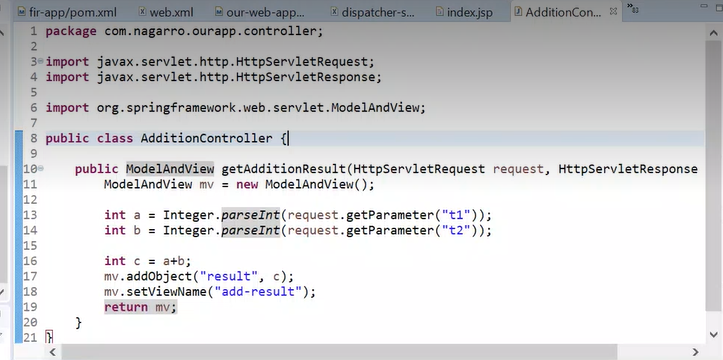 fir-app/pom.xml web.xml our-web-app... dispatcher-s... index.jsp AdditionCon...
1 package com.nagarro.ourapp.controller;
2
3 import javax.servlet.http.HttpServletRequest;
4 import javax.servlet.http.HttpServletResponse;
5
6 import org.springframework.web.servlet.ModelAndView;
7
8 public class AdditionController {
9
10 public ModelAndView getAdditionResult(HttpServletRequest request, HttpServletResponse
11 ModelAndView mv = new ModelAndView();
12
13 int a = Integer.parseInt(request.getParameter("t1"));
14 int b = Integer.parseInt(request.getParameter("t2"));
15
16 int c = a+b;
17 mv.addObject("result", c);
18 mv.setViewName("add-result");
19 return mv;
20 }
21 }